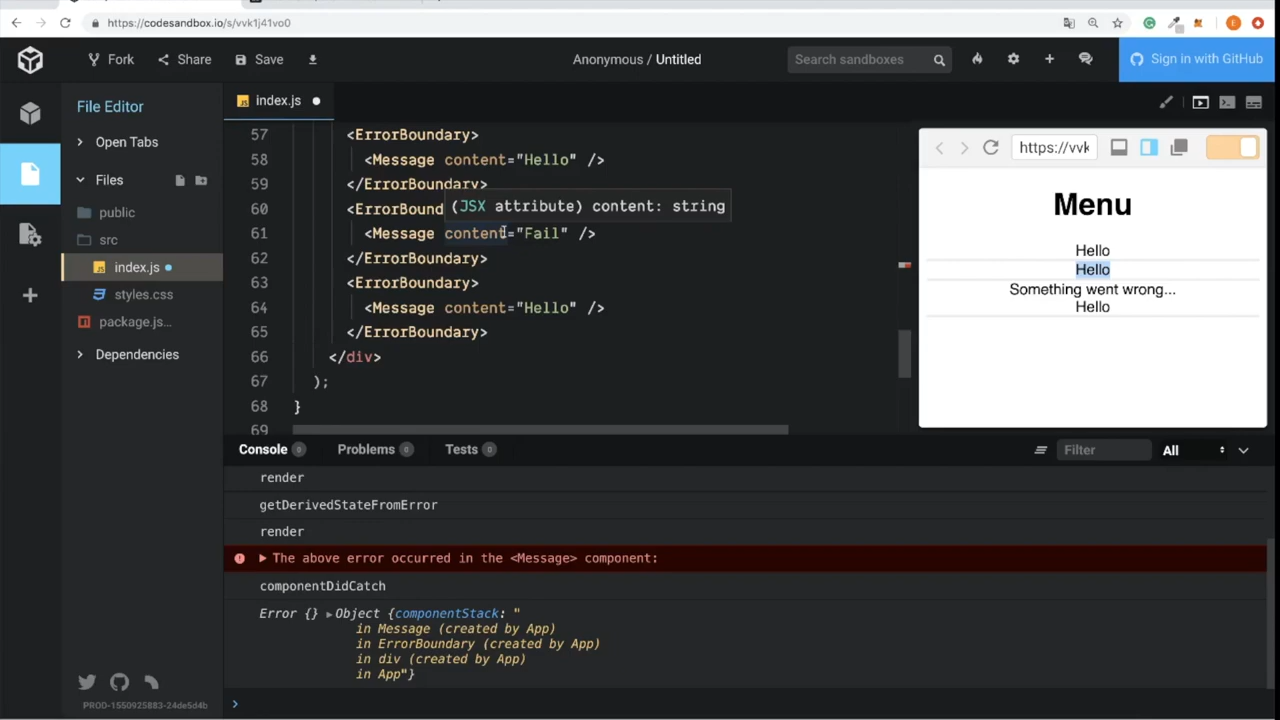 https://codesandbox.io/s/vvk1j41vo0
Fork
Share
Save
Anonymous / Untitled
Search sandboxes
Sign in with GitHub
File Editor
Open Tabs
Files
public
src
index.js
styles.css
package.js...
Dependencies
PROD-1550925883-24de5d4b
index.js
57 <ErrorBoundary>
58 <Message content="Hello" />
59 </ErrorBoundary>
60 <ErrorBound
(JSX attribute) content: string
61 <Message content="Fail" />
62 </ErrorBoundary>
63 <ErrorBoundary>
64 <Message content="Hello" />
65 </ErrorBoundary>
66 </div>
67 );
68 }
69
https://vvk
Menu
Hello
Hello
Something went wrong...
Hello
Console 0 Problems 0 Tests 0
Filter
All
render
getDerivedStateFromError
render
The above error occurred in the <Message> component:
componentDidCatch
Error {} ▸Object {componentStack: "
in Message (created by App)
in ErrorBoundary (created by App)
in div (created by App)
in App"}